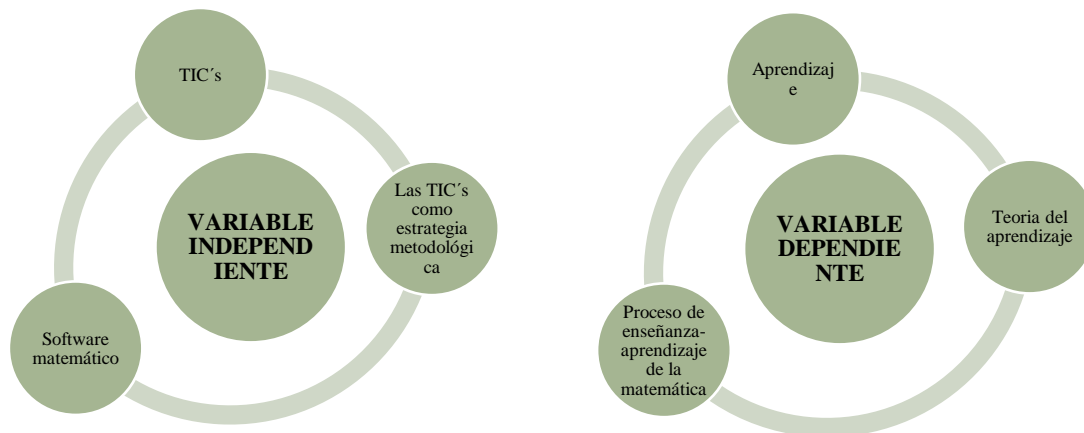 TIC´s
Las TIC´s
como
estrategia
metodológi
ca
VARIABLE
INDEPEND
IENTE
Software
matemático
Aprendizaj
e
Teoria del
aprendizaje
VARIABLE
DEPENDIE
NTE
Proceso de
enseñanza-
aprendizaje
de la
matemática